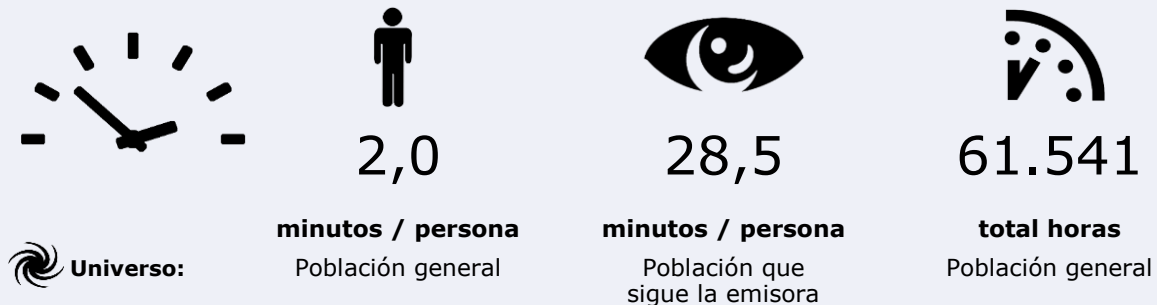 2,0
28,5
61.541
minutos / persona
minutos / persona
total horas
Universo:
Población general
Población que
sigue la emisora
Población general